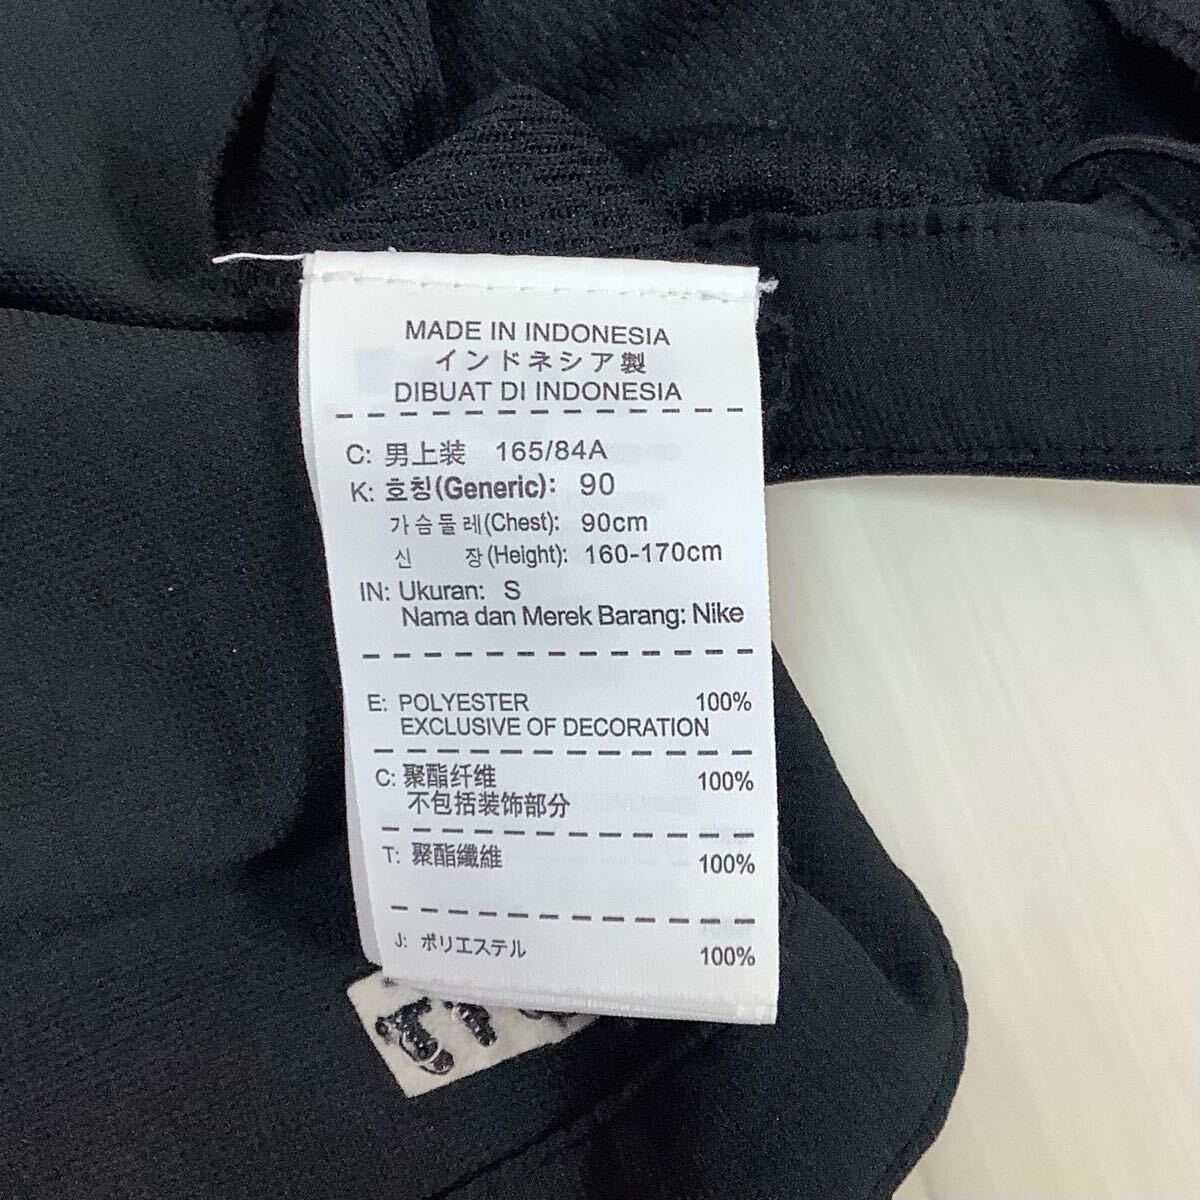 MADE IN INDONESIA
インドネシア製
DIBUAT DI INDONESIA
C: 男上装 165/84A
K: 호칭(Generic): 90
가슴둘레(Chest): 90cm
신 장(Height): 160-170cm
IN: Ukuran: S
Nama dan Merek Barang: Nike
E: POLYESTER 100%
EXCLUSIVE OF DECORATION
C: 聚酯纤维 100%
不包括装饰部分
T: 聚酯纖維 100%
J: ポリエステル 100%